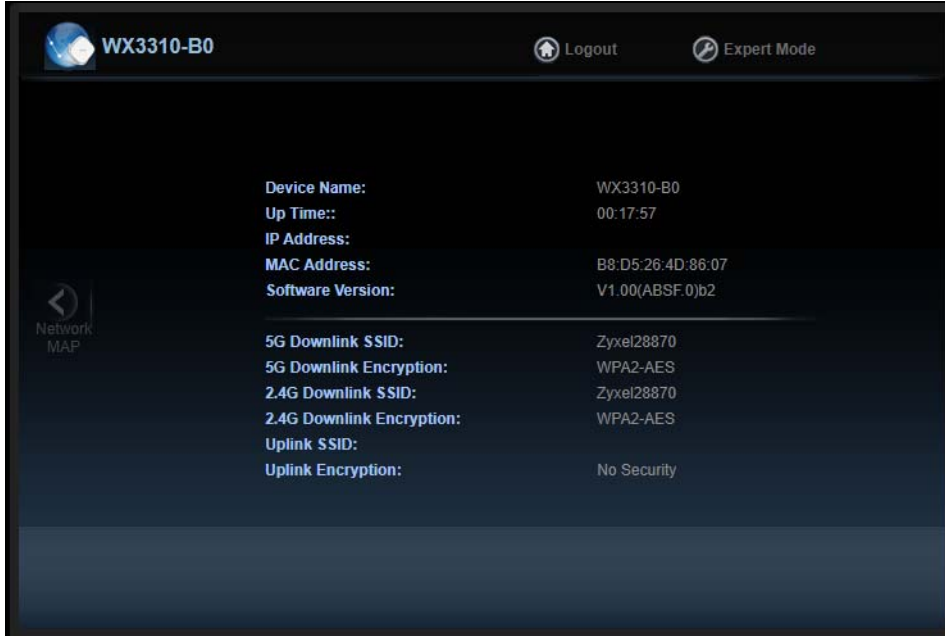 WX3310-B0
Logout
Expert Mode
Device Name: WX3310-B0
Up Time:: 00:17:57
IP Address:
MAC Address: B8:D5:26:4D:86:07
Software Version: V1.00(ABSF.0)b2
Network
MAP
5G Downlink SSID: Zyxel28870
5G Downlink Encryption: WPA2-AES
2.4G Downlink SSID: Zyxel28870
2.4G Downlink Encryption: WPA2-AES
Uplink SSID:
Uplink Encryption: No Security